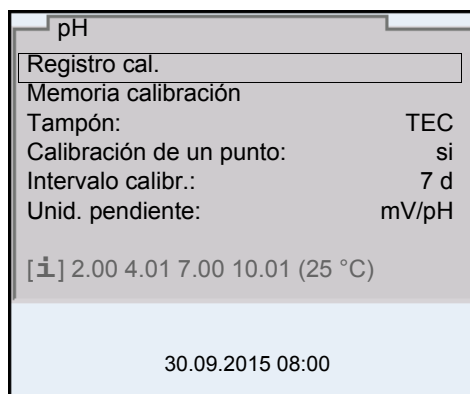 pH
Registro cal.
Memoria calibración
Tampón: TEC
Calibración de un punto: si
Intervalo calibr.: 7 d
Unid. pendiente: mV/pH
[i] 2.00 4.01 7.00 10.01 (25 °C)
30.09.2015 08:00